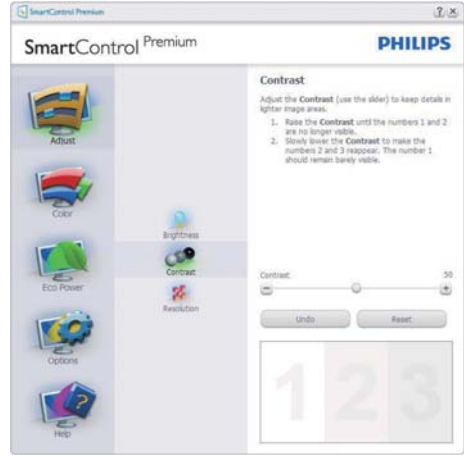 SmartControl Premium
SmartControl Premium
PHILIPS
Adjust
Color
Eco Power
Options
Help
Brightness
Contrast
Resolution
Contrast
Adjust the Contrast (use the slider) to keep details in
lighter image areas.
1. Raise the Contrast until the numbers 1 and 2
are no longer visible.
2. Slowly lower the Contrast to make the
numbers 2 and 3 reappear. The number 1
should remain barely visible.
Contrast 50
Undo Reset
1 2 3